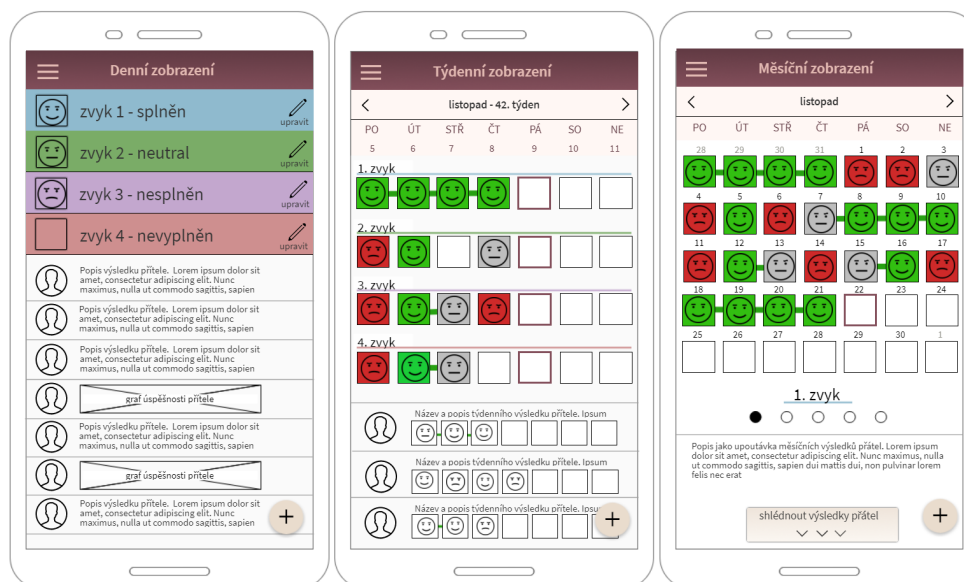 Denní zobrazení
zvyk 1 - splněn
upravit
zvyk 2 - neutral
upravit
zvyk 3 - nesplněn
upravit
zvyk 4 - nevyplněn
upravit
Popis výsledku přítele. Lorem ipsum dolor sit
amet, consectetur adipiscing elit. Nunc
maximus, nulla ut commodo sagittis, sapien
Popis výsledku přítele. Lorem ipsum dolor sit
amet, consectetur adipiscing elit. Nunc
maximus, nulla ut commodo sagittis, sapien
Popis výsledku přítele. Lorem ipsum dolor sit
amet, consectetur adipiscing elit. Nunc
maximus, nulla ut commodo sagittis, sapien
graf úspěšnosti přítele
Popis výsledku přítele. Lorem ipsum dolor sit
amet, consectetur adipiscing elit. Nunc
maximus, nulla ut commodo sagittis, sapien
graf úspěšnosti přítele
Popis výsledku přítele. Lorem ipsum dolor sit
amet, consectetur adipiscing elit. Nunc
maximus, nulla ut commodo sagittis, sapien
+
Týdenní zobrazení
listopad - 42. týden
PO ÚT STŘ ČT PÁ SO NE
5 6 7 8 9 10 11
1. zvyk
2. zvyk
3. zvyk
4. zvyk
Název a popis týdenního výsledku přítele. Ipsum
Název a popis týdenního výsledku přítele. Ipsum
Název a popis týdenního výsledku přítele. Ipsu
+
Měsíční zobrazení
listopad
PO ÚT STŘ ČT PÁ SO NE
28 29 30 31 1 2 3
4 5 6 7 8 9 10
11 12 13 14 15 16 17
18 19 20 21 22 23 24
25 26 27 28 29 30 1
1. zvyk
Popis jako upoutávka měsíčních výsledků přátel. Lorem ipsum
dolor sit amet, consectetur adipiscing elit. Nunc maximus, nulla
ut commodo sagittis, sapien dui mattis dui, non pulvinar lorem
felis nec erat
shlédnout výsledky přátel
+